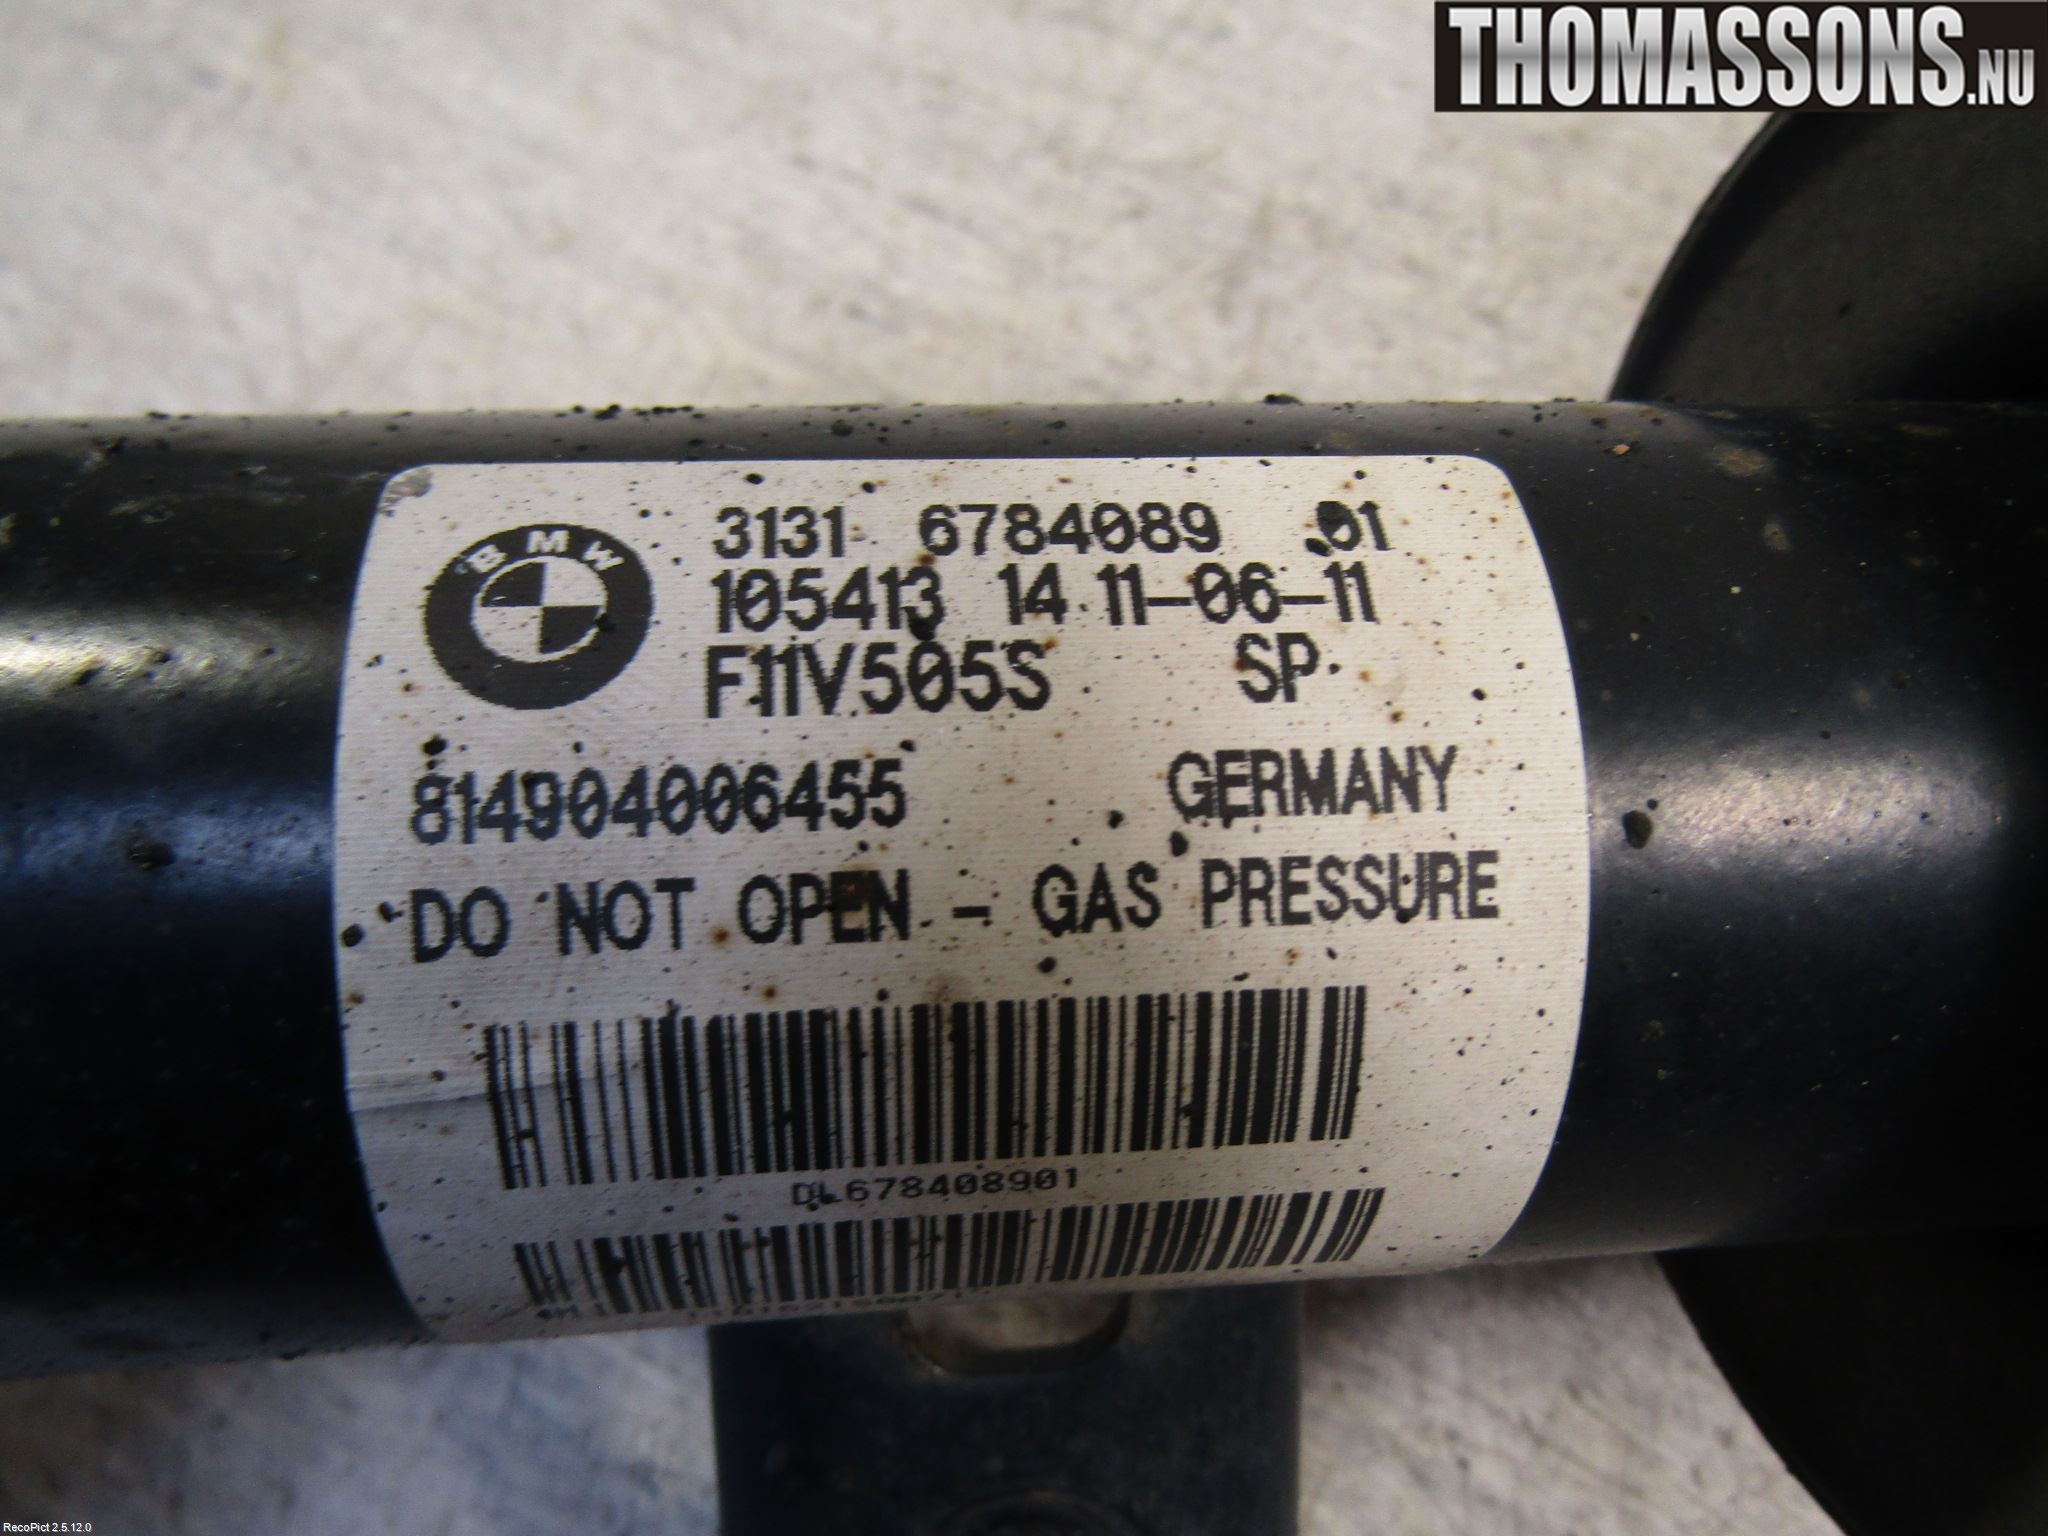 THOMASSONS.NU
BMW
3131 6784089 01
105413 14 11-06-11
F11V505S SP
814904006455 GERMANY
DO NOT OPEN - GAS PRESSURE
DL678408901
RecoPict 2.5.12.0